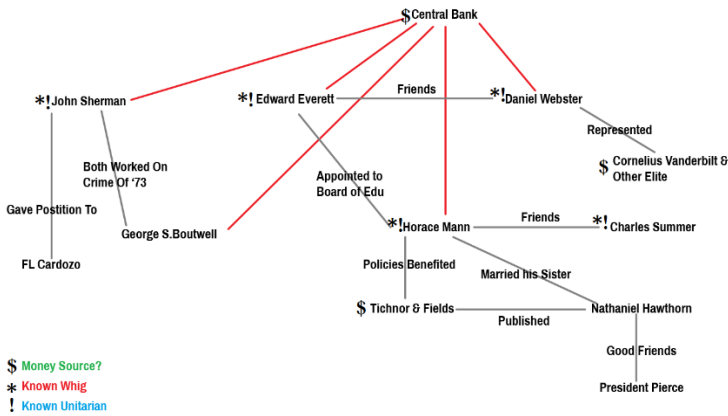 $ Central Bank
*! John Sherman
*! Edward Everett
Friends
*! Daniel Webster
Represented
$ Cornelius Vanderbilt &
Other Elite
Both Worked On
Crime Of '73
Appointed to
Board of Edu
Gave Postition To
George S.Boutwell
*! Horace Mann
Friends
*! Charles Summer
FL Cardozo
Policies Benefited
Married his Sister
$ Tichnor & Fields
Published
Nathaniel Hawthorn
Good Friends
President Pierce
$ Money Source?
* Known Whig
! Known Unitarian